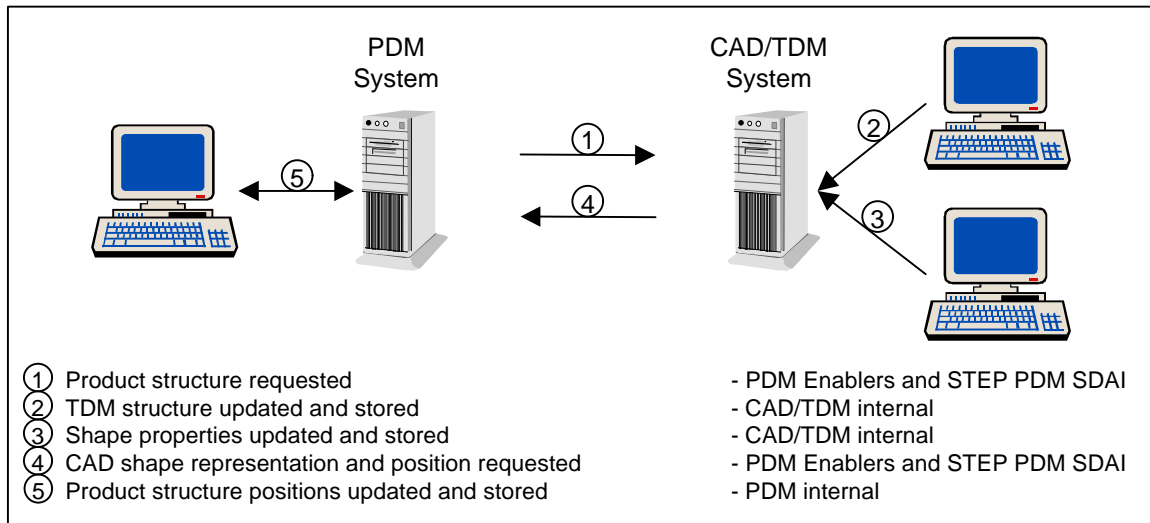 PDM
System
CAD/TDM
System
1
2
5
4
3
1 Product structure requested - PDM Enablers and STEP PDM SDAI
2 TDM structure updated and stored - CAD/TDM internal
3 Shape properties updated and stored - CAD/TDM internal
4 CAD shape representation and position requested - PDM Enablers and STEP PDM SDAI
5 Product structure positions updated and stored - PDM internal